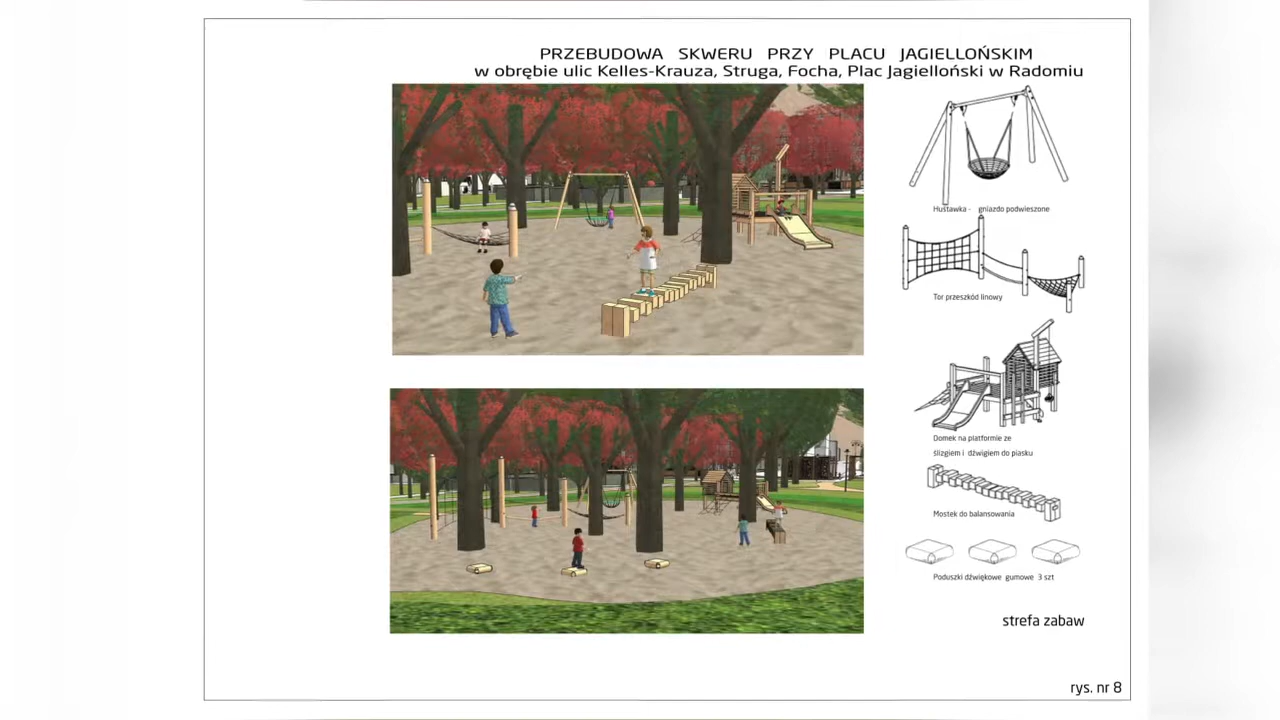 PRZEBUDOWA SKWERU PRZY PLACU JAGIELLOŃSKIM
w obrębie ulic Kelles-Krauza, Struga, Focha, Plac Jagielloński w Radomiu
Hustawka - gniazdo podwieszone
Tor przeszkód linowy
Domek na platformie ze
ślizgiem i dźwigiem do piasku
Mostek do balansowania
Poduszki dźwiękowe gumowe 3 szt
strefa zabaw
rys. nr 8